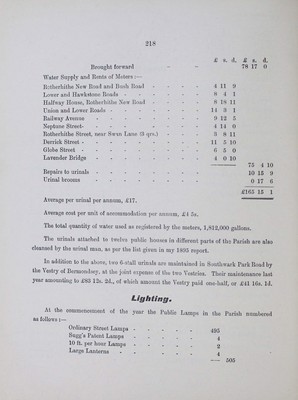 218
£ s. d. £ s. d.
Brought forward - - 78 17 0
Water Supply and Rents of Meters :—
Rotherhithe New Road and Bush Road - - - - 4 11 9
Lower and Hawkstone Roads - - - - - 8 4 1
Halfway House, Rotherhithe New Road - - - - 8 18 11
Union and Lower Roads - - - - - 14 3 1
Railway Avenue - - - - - - 9 12 5
Neptune Street - - - - - - 4 14 0
Rotherhithe Street, near Swan Lane (3 qrs.) - - - 3 8 11
Derrick Street - - - - - - 11 5 10
Globe Street - - - - - - 6 5 0
Lavender Bridge - - - - - - 4 0 10
75 4 10
Repairs to urinals - - - - - - 10 15 9
Urinal brooms - - - - - - 0 17 6
£165 15 1
Average per urinal per annum, £17.
Average cost per unit of accommodation per annum, £4 5s.
The total quantity of water used as registered by the meters, 1,812,000 gallons.
The urinals attached to twelve public houses in different parts of the Parish are also
cleansed by the urinal man, as per the list given in my 1895 report.
In addition to the above, two 6-stall urinals are maintained in Southwark Park Road by
the Vestry of Bermondsey, at the joint expense of the two Vestries. Their maintenance last
year amounting to £83 12s. 2d., of which amount the Vestry paid one-half, or £41 16s. 1d.
Lighting.
At the commencement of the year the Public Lamps in the Parish numbered
as follows :—
Ordinary Street Lamps - - - - - 495
Sugg's Patent Lamps - - - - - 4
10 ft. per hour Lamps - - - - - 2
Large Lanterns - - - - - 4
— 505